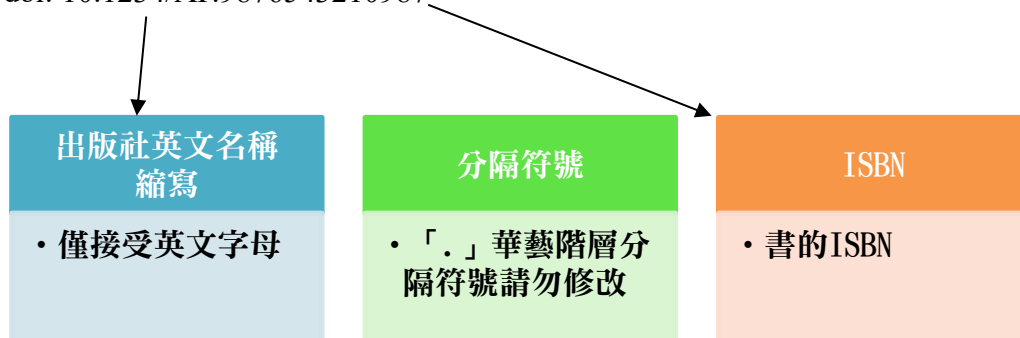 doi:
出版社英文名稱
縮寫
・僅接受英文字母
分隔符號
・「.」華藝階層分
隔符號請勿修改
ISBN
・書的ISBN